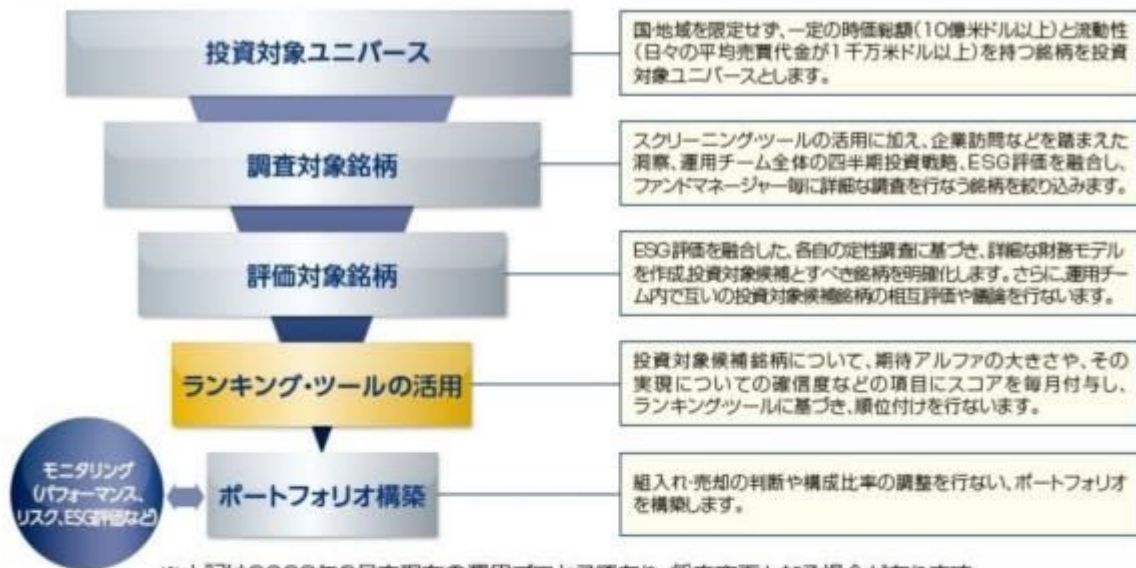 投資対象ユニバース
国・地域を限定せず、一定の時価総額(10億米ドル以上)と流動性
(日々の平均売買代金が1千万米ドル以上)を持つ銘柄を投資
対象ユニバースとします。
調査対象銘柄
スクリーニング・ツールの活用に加え、企業訪問などを踏まえた
洞察、運用チーム全体の四半期投資戦略、ESG評価を融合し、
ファンドマネージャー毎に詳細な調査を行なう銘柄を絞り込みます。
評価対象銘柄
ESG評価を融合した、各自の定性調査に基づき、詳細な財務モデル
を作成、投資対象候補とすべき銘柄を明確化します。さらに、運用チー
ム内で互いの投資対象候補銘柄の相互評価や議論を行ないます。
ランキング・ツールの活用
投資対象候補銘柄について、期待アルファの大きさや、その
実現についての確信度などの項目にスコアを毎月付与し、
ランキング・ツールに基づき、順位付けを行ないます。
モニタリング
(パフォーマンス、
リスク、ESG評価など)
ポートフォリオ構築
組入れ・売却の判断や構成比率の調整を行ない、ポートフォリオ
を構築します。